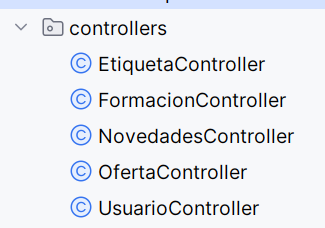 controllers
EtiquetaController
FormacionController
NovedadesController
OfertaController
UsuarioController